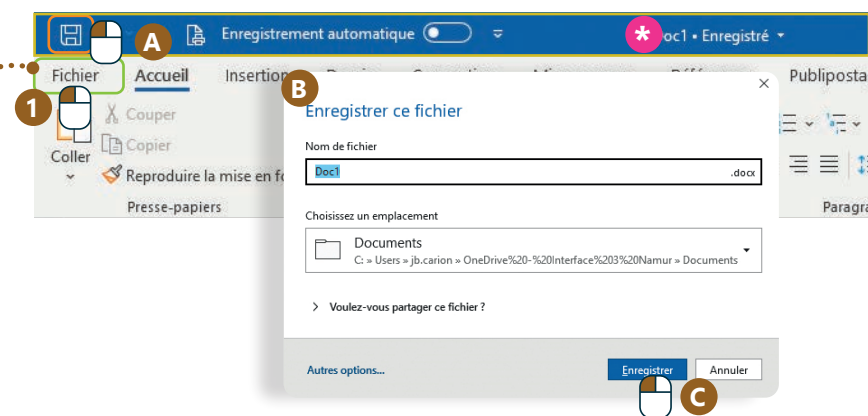 A Enregistrement automatique * oc1 • Enregistré
Fichier Accueil Insertion Publiposta
1
B
Enregistrer ce fichier
Couper
Copier
Coller
Reproduire la mise en fo
Presse-papiers
Nom de fichier
Doc1 .docx
Choisissez un emplacement
Documents
C: » Users » jb.carion » OneDrive%20-%20Interface%203%20Namur » Documents
Voulez-vous partager ce fichier ?
Autres options...
Enregistrer Annuler
C
Paragra